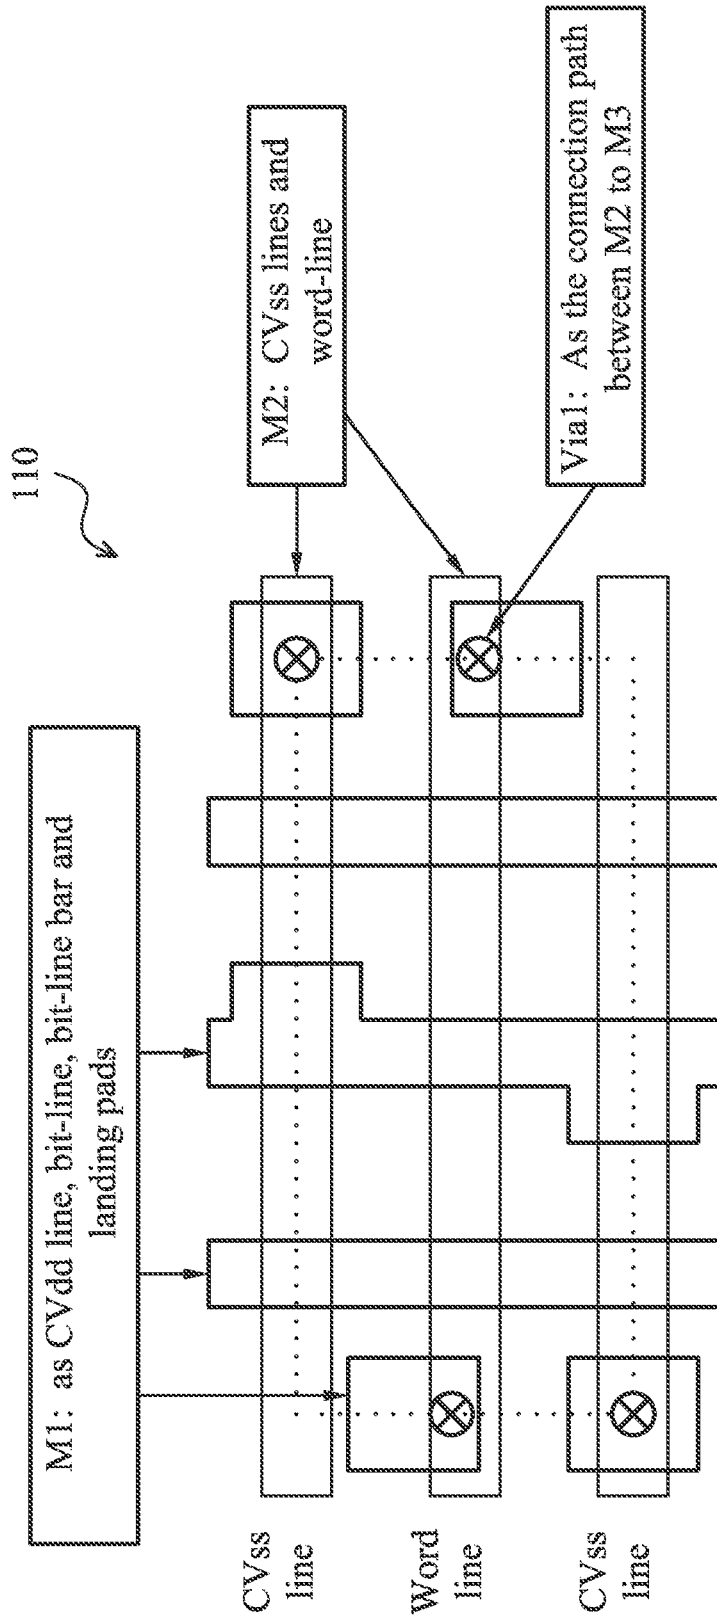 110
M1: as CVdd line, bit-line, bit-line bar and
landing pads
M2: CVss lines and
word-line
Via1: As the connection path
between M2 to M3
CVss
line
Word
line
CVss
line